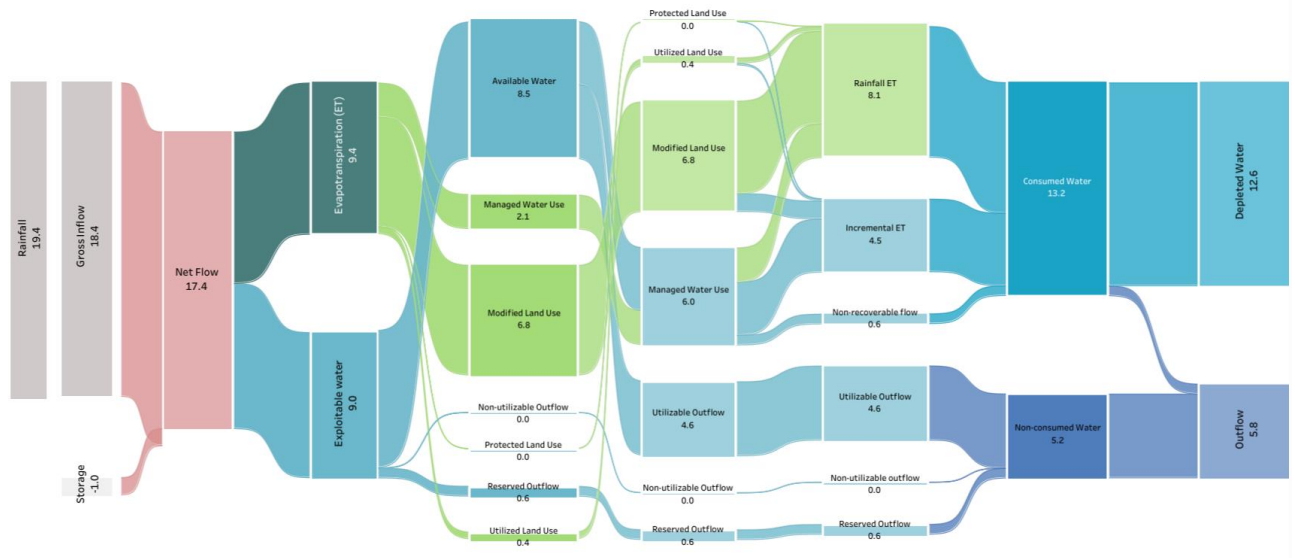 Rainfall
19.4
Gross Inflow
18.4
Storage
-1.0
Net Flow
17.4
Evapotranspiration (ET)
9.4
Exploitable water
9.0
Available Water
8.5
Managed Water Use
2.1
Modified Land Use
6.8
Non-utilizable Outflow
0.0
Protected Land Use
0.0
Reserved Outflow
0.6
Utilized Land Use
0.4
Protected Land Use
0.0
Utilized Land Use
0.4
Modified Land Use
6.8
Managed Water Use
6.0
Utilizable Outflow
4.6
Non-utilizable Outflow
0.0
Reserved Outflow
0.6
Rainfall ET
8.1
Incremental ET
4.5
Non-recoverable flow
0.6
Utilizable Outflow
4.6
Non-utilizable outflow
0.0
Reserved Outflow
0.6
Consumed Water
13.2
Non-consumed Water
5.2
Depleted Water
12.6
Outflow
5.8